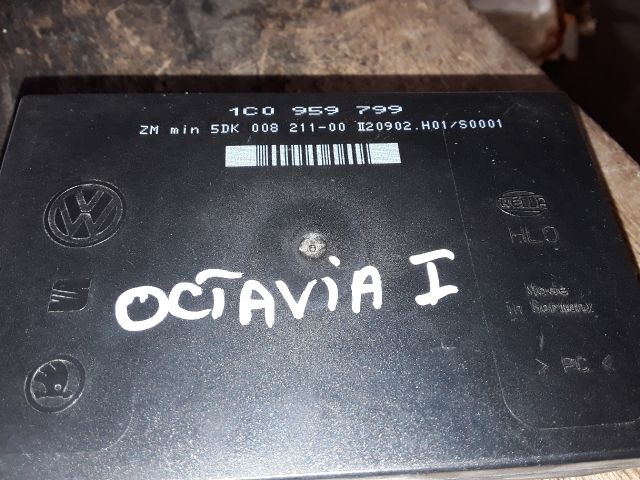 1C0 959 799
ZM min 5DK 008 211-00 II20902.H01/S0001
VW
HELLA
HLO
OCTAVIA I
Made
in Germany
> PC <